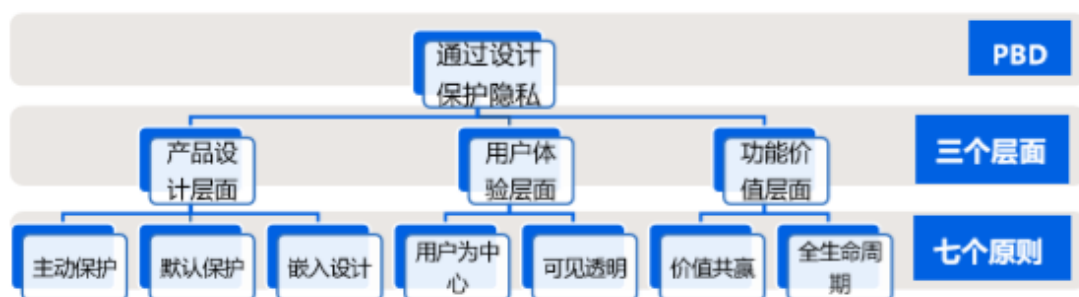 通过设计
保护隐私
PBD
产品设
计层面
用户体
验层面
功能价
值层面
三个层面
主动保护
默认保护
嵌入设计
用户为中
心
可见透明
价值共赢
全生命周
期
七个原则